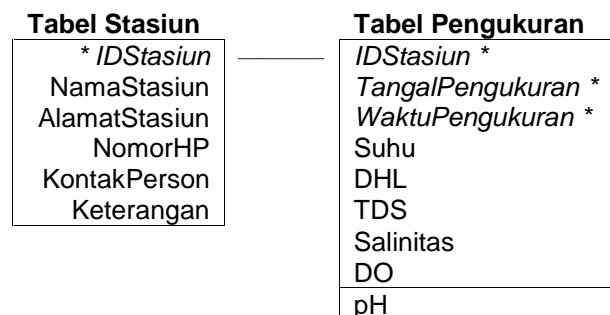 Tabel Stasiun
* IDStasiun
NamaStasiun
AlamatStasiun
NomorHP
KontakPerson
Keterangan
Tabel Pengukuran
IDStasiun *
TangalPengukuran *
WaktuPengukuran *
Suhu
DHL
TDS
Salinitas
DO
pH